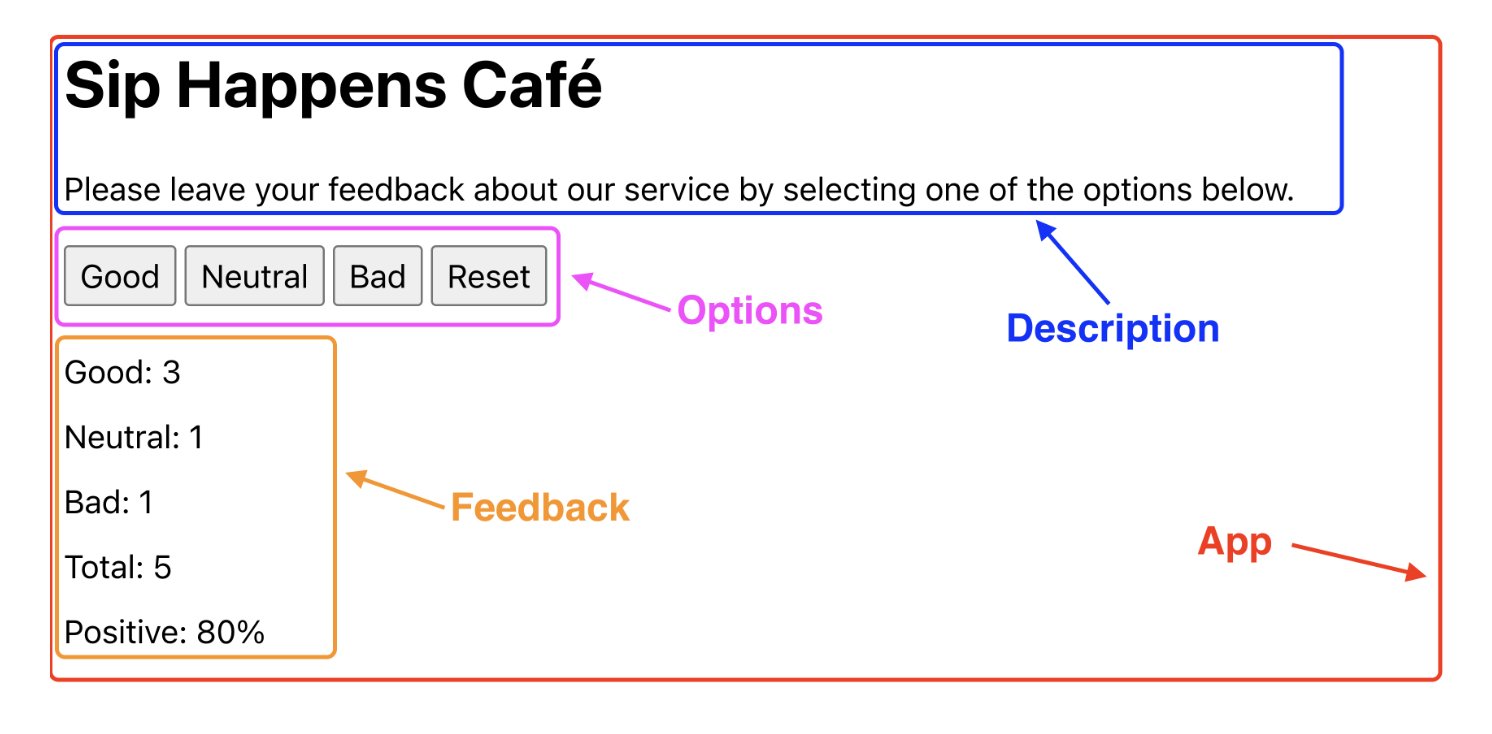 Sip Happens Café
Please leave your feedback about our service by selecting one of the options below.
Good Neutral Bad Reset
Options
Description
Good: 3
Neutral: 1
Bad: 1
Feedback
Total: 5
App
Positive: 80%